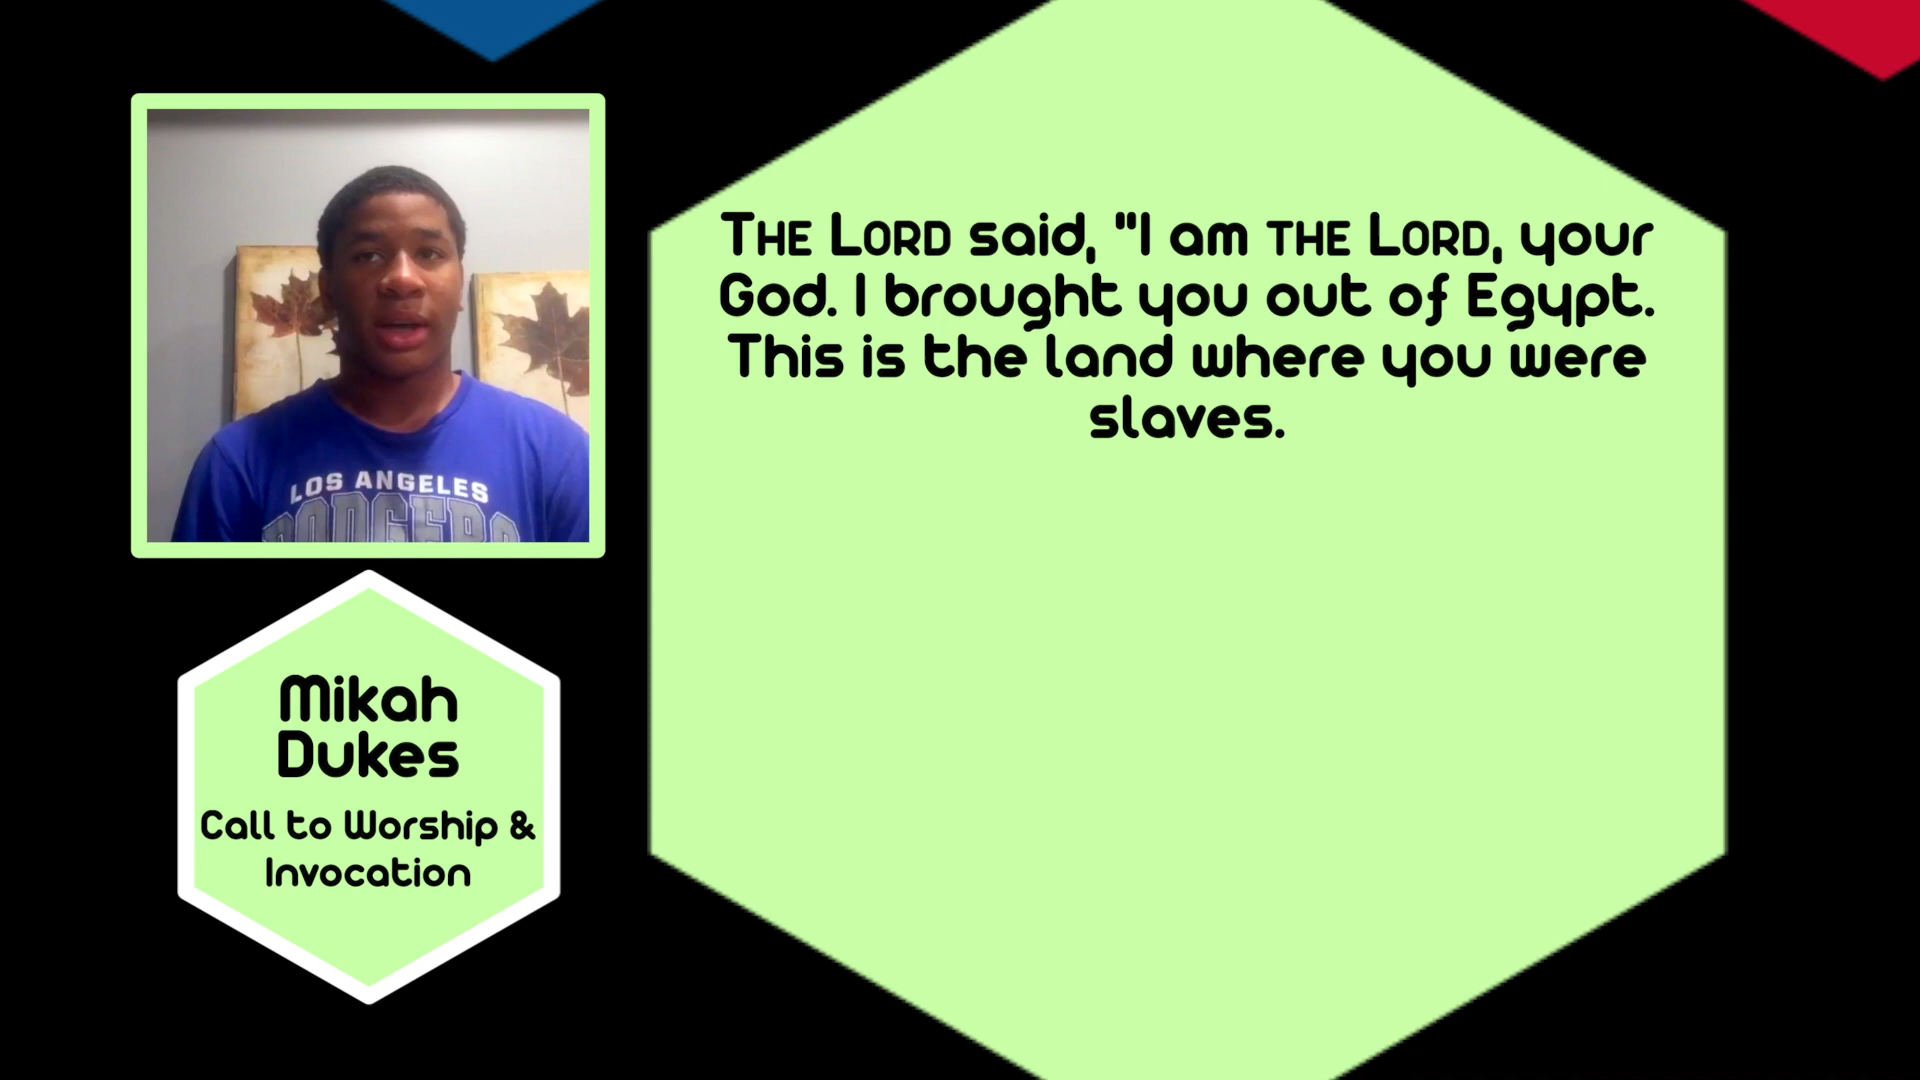 THE LORD said, "I am THE LORD, your
God. I brought you out of Egypt.
This is the land where you were
slaves.
LOS ANGELES
DODGERS
Mikah
Dukes
Call to Worship &
Invocation